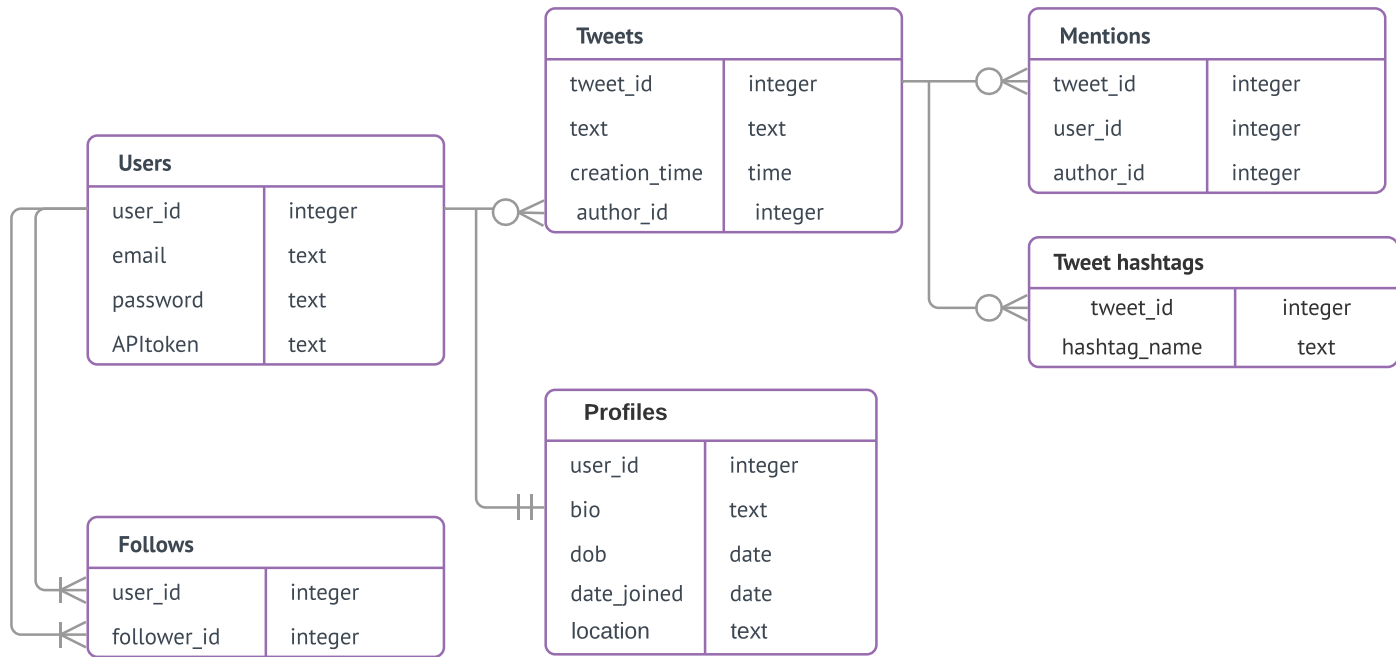 Tweets
tweet_id integer
text text
creation_time time
author_id integer
Mentions
tweet_id integer
user_id integer
author_id integer
Users
user_id integer
email text
password text
APItoken text
Tweet hashtags
tweet_id integer
hashtag_name text
Profiles
user_id integer
bio text
dob date
date_joined date
location text
Follows
user_id integer
follower_id integer